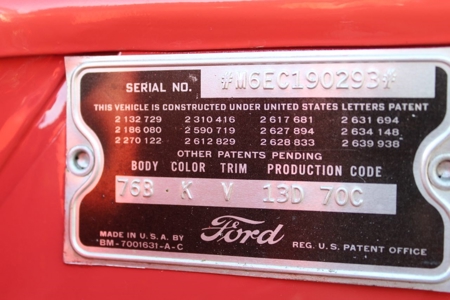 SERIAL NO. *M6EC190293*
THIS VEHICLE IS CONSTRUCTED UNDER UNITED STATES LETTERS PATENT
2 132 729 2 310 416 2 617 681 2 631 694
2 186 080 2 590 719 2 627 894 2 634 148
2 270 122 2 612 829 2 628 833 2 639 938
OTHER PATENTS PENDING
BODY COLOR TRIM PRODUCTION CODE
76B · K Y 13D 70C
MADE IN U.S.A. BY Ford REG. U.S. PATENT OFFICE
BM-7001631-A-C